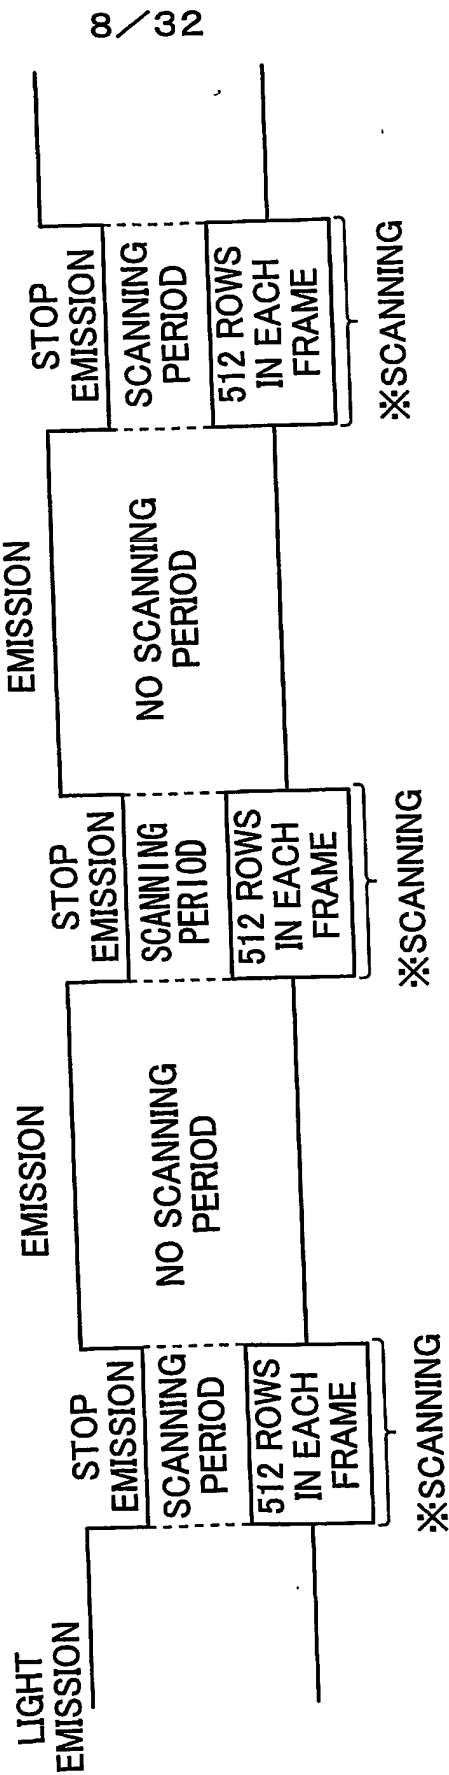 8/32
LIGHT
EMISSION
STOP
EMISSION
SCANNING
PERIOD
512 ROWS
IN EACH
FRAME
※SCANNING
EMISSION
NO SCANNING
PERIOD
STOP
EMISSION
SCANNING
PERIOD
512 ROWS
IN EACH
FRAME
※SCANNING
EMISSION
NO SCANNING
PERIOD
STOP
EMISSION
SCANNING
PERIOD
512 ROWS
IN EACH
FRAME
※SCANNING